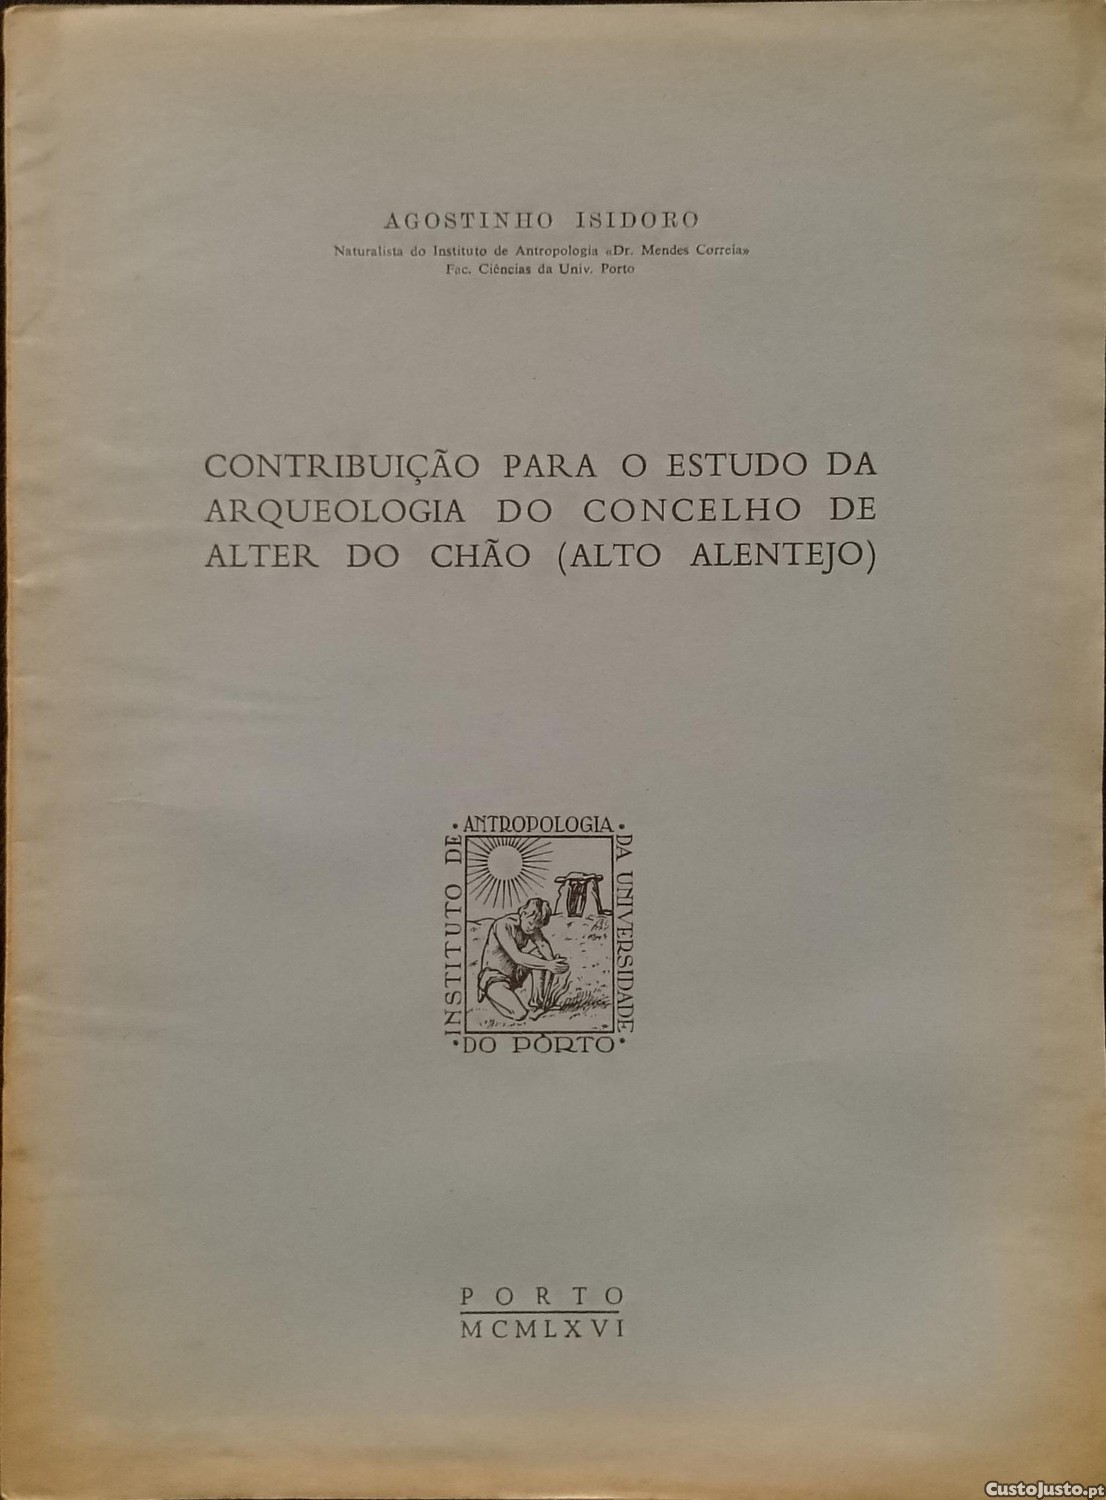 AGOSTINHO ISIDORO
Naturalista do Instituto de Antropologia «Dr. Mendes Correia»
Fac. Ciências da Univ. Porto
CONTRIBUIÇÃO PARA O ESTUDO DA
ARQUEOLOGIA DO CONCELHO DE
ALTER DO CHÃO (ALTO ALENTEJO)
INSTITUTO DE
• ANTROPOLOGIA •
DA UNIVERSIDADE
• DO PÔRTO •
PORTO
MCMLXVI
CustoJusto.pt